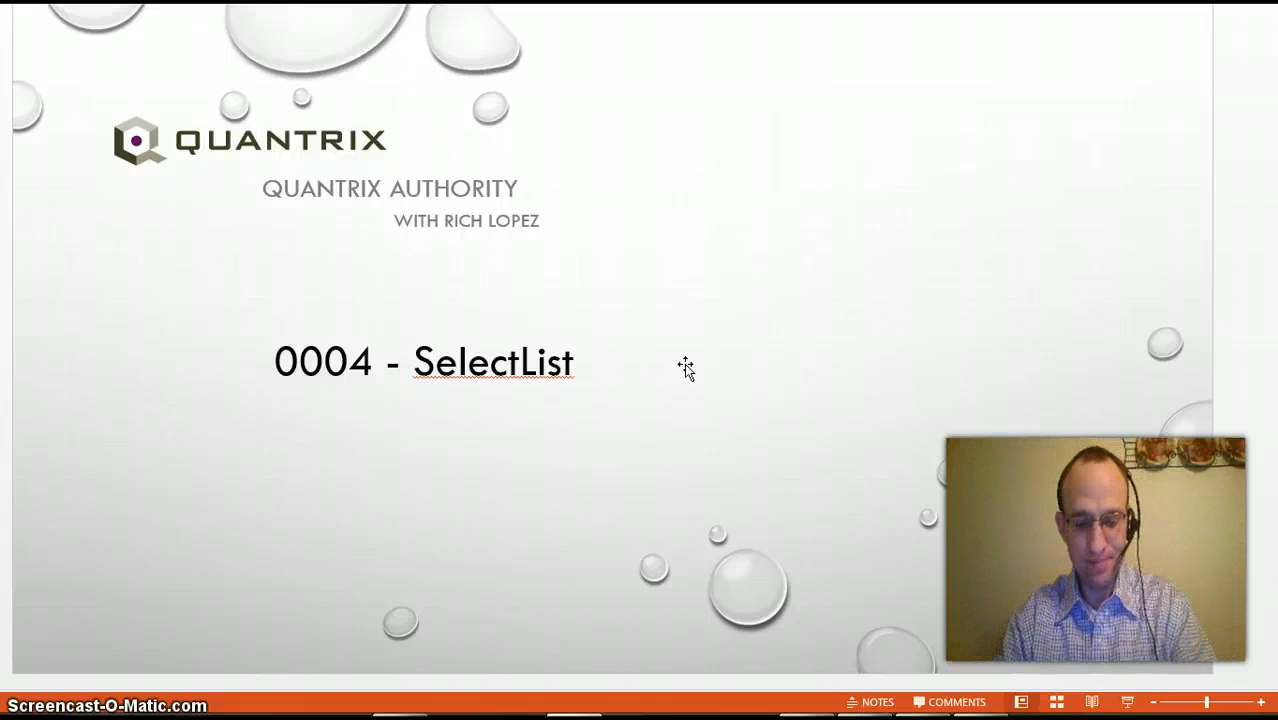 QUANTRIX
QUANTRIX AUTHORITY
WITH RICH LOPEZ
0004 - SelectList
NOTES
COMMENTS
Screencast-O-Matic.com